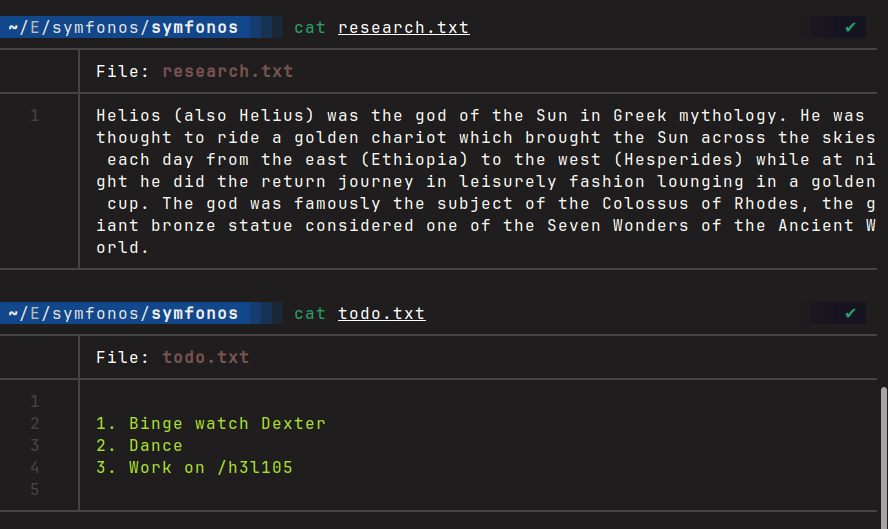 ~/E/symfonos/symfonos cat research.txt ✔
File: research.txt
1 Helios (also Helius) was the god of the Sun in Greek mythology. He was
thought to ride a golden chariot which brought the Sun across the skies
each day from the east (Ethiopia) to the west (Hesperides) while at ni
ght he did the return journey in leisurely fashion lounging in a golden
cup. The god was famously the subject of the Colossus of Rhodes, the g
iant bronze statue considered one of the Seven Wonders of the Ancient W
orld.
~/E/symfonos/symfonos cat todo.txt ✔
File: todo.txt
1
2 1. Binge watch Dexter
3 2. Dance
4 3. Work on /h3l105
5